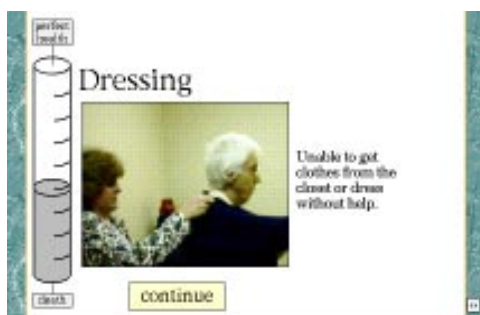 perfect
health
Dressing
Unable to get
clothes from the
closet or dress
without help.
continue
death